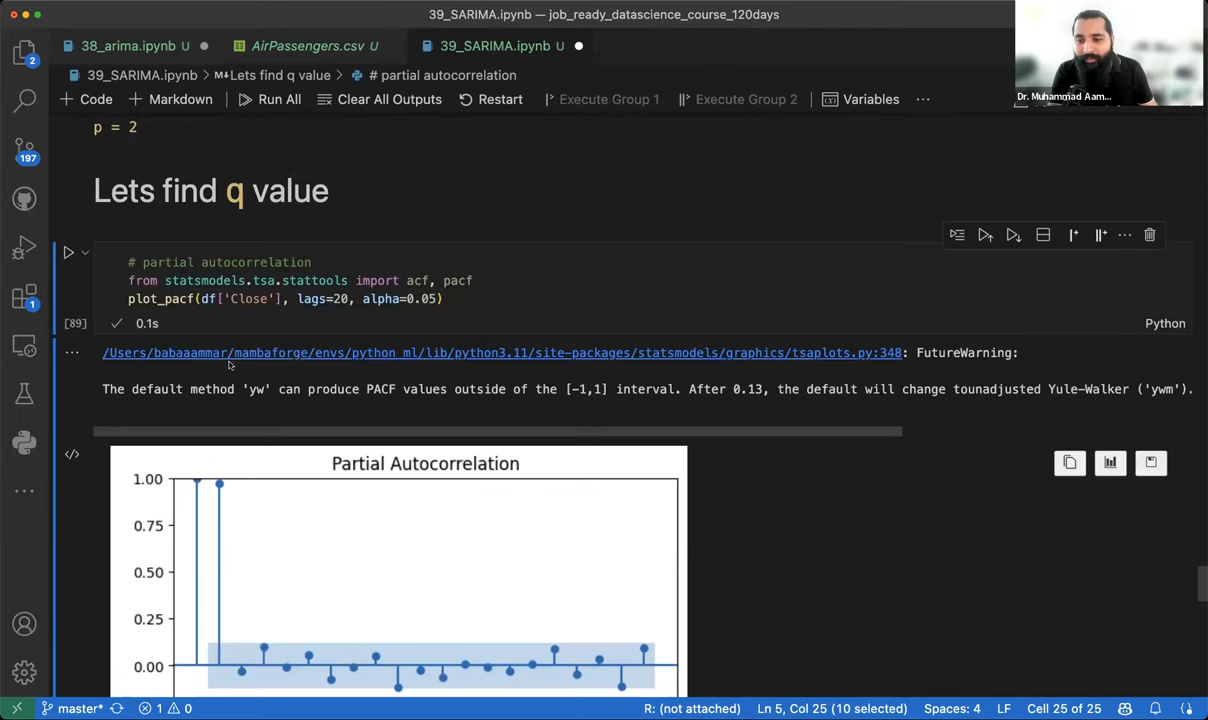 39_SARIMA.ipynb — job_ready_datascience_course_120days
38_arima.ipynb U
AirPassengers.csv U
39_SARIMA.ipynb U
39_SARIMA.ipynb > M↓Lets find q value > # partial autocorrelation
+ Code + Markdown Run All Clear All Outputs Restart Execute Group 1 Execute Group 2 Variables ...
Dr. Muhammad Aam...
2
197
1
p = 2
Lets find q value
# partial autocorrelation
from statsmodels.tsa.stattools import acf, pacf
plot_pacf(df['Close'], lags=20, alpha=0.05)
[89] 0.1s Python
/Users/babaaammar/mambaforge/envs/python_ml/lib/python3.11/site-packages/statsmodels/graphics/tsaplots.py:348: FutureWarning:
The default method 'yw' can produce PACF values outside of the [-1,1] interval. After 0.13, the default will change tounadjusted Yule-Walker ('ywm').
Partial Autocorrelation
1.00
0.75
0.50
0.25
0.00
master* 1 0 R: (not attached) Ln 5, Col 25 (10 selected) Spaces: 4 LF Cell 25 of 25